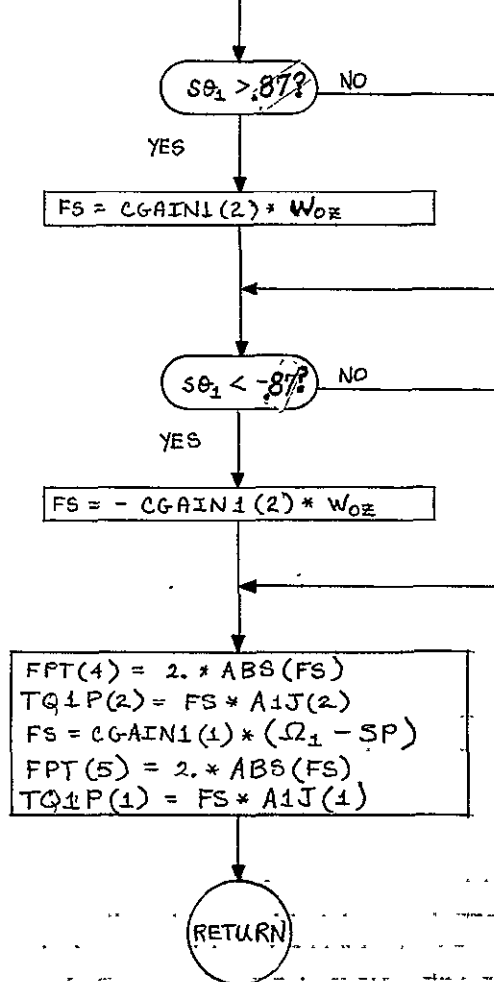 Sθ₁ > .87?
NO
YES
FS = CGAIN1(2) * W₀z
NO
Sθ₁ < -.87?
YES
FS = - CGAIN1(2) * W₀z
FPT(4) = 2. * ABS(FS)
TQ1P(2) = FS * A1J(2)
FS = CGAIN1(1) * (Ω₁ - SP)
FPT(5) = 2. * ABS(FS)
TQ1P(1) = FS * A1J(1)
RETURN